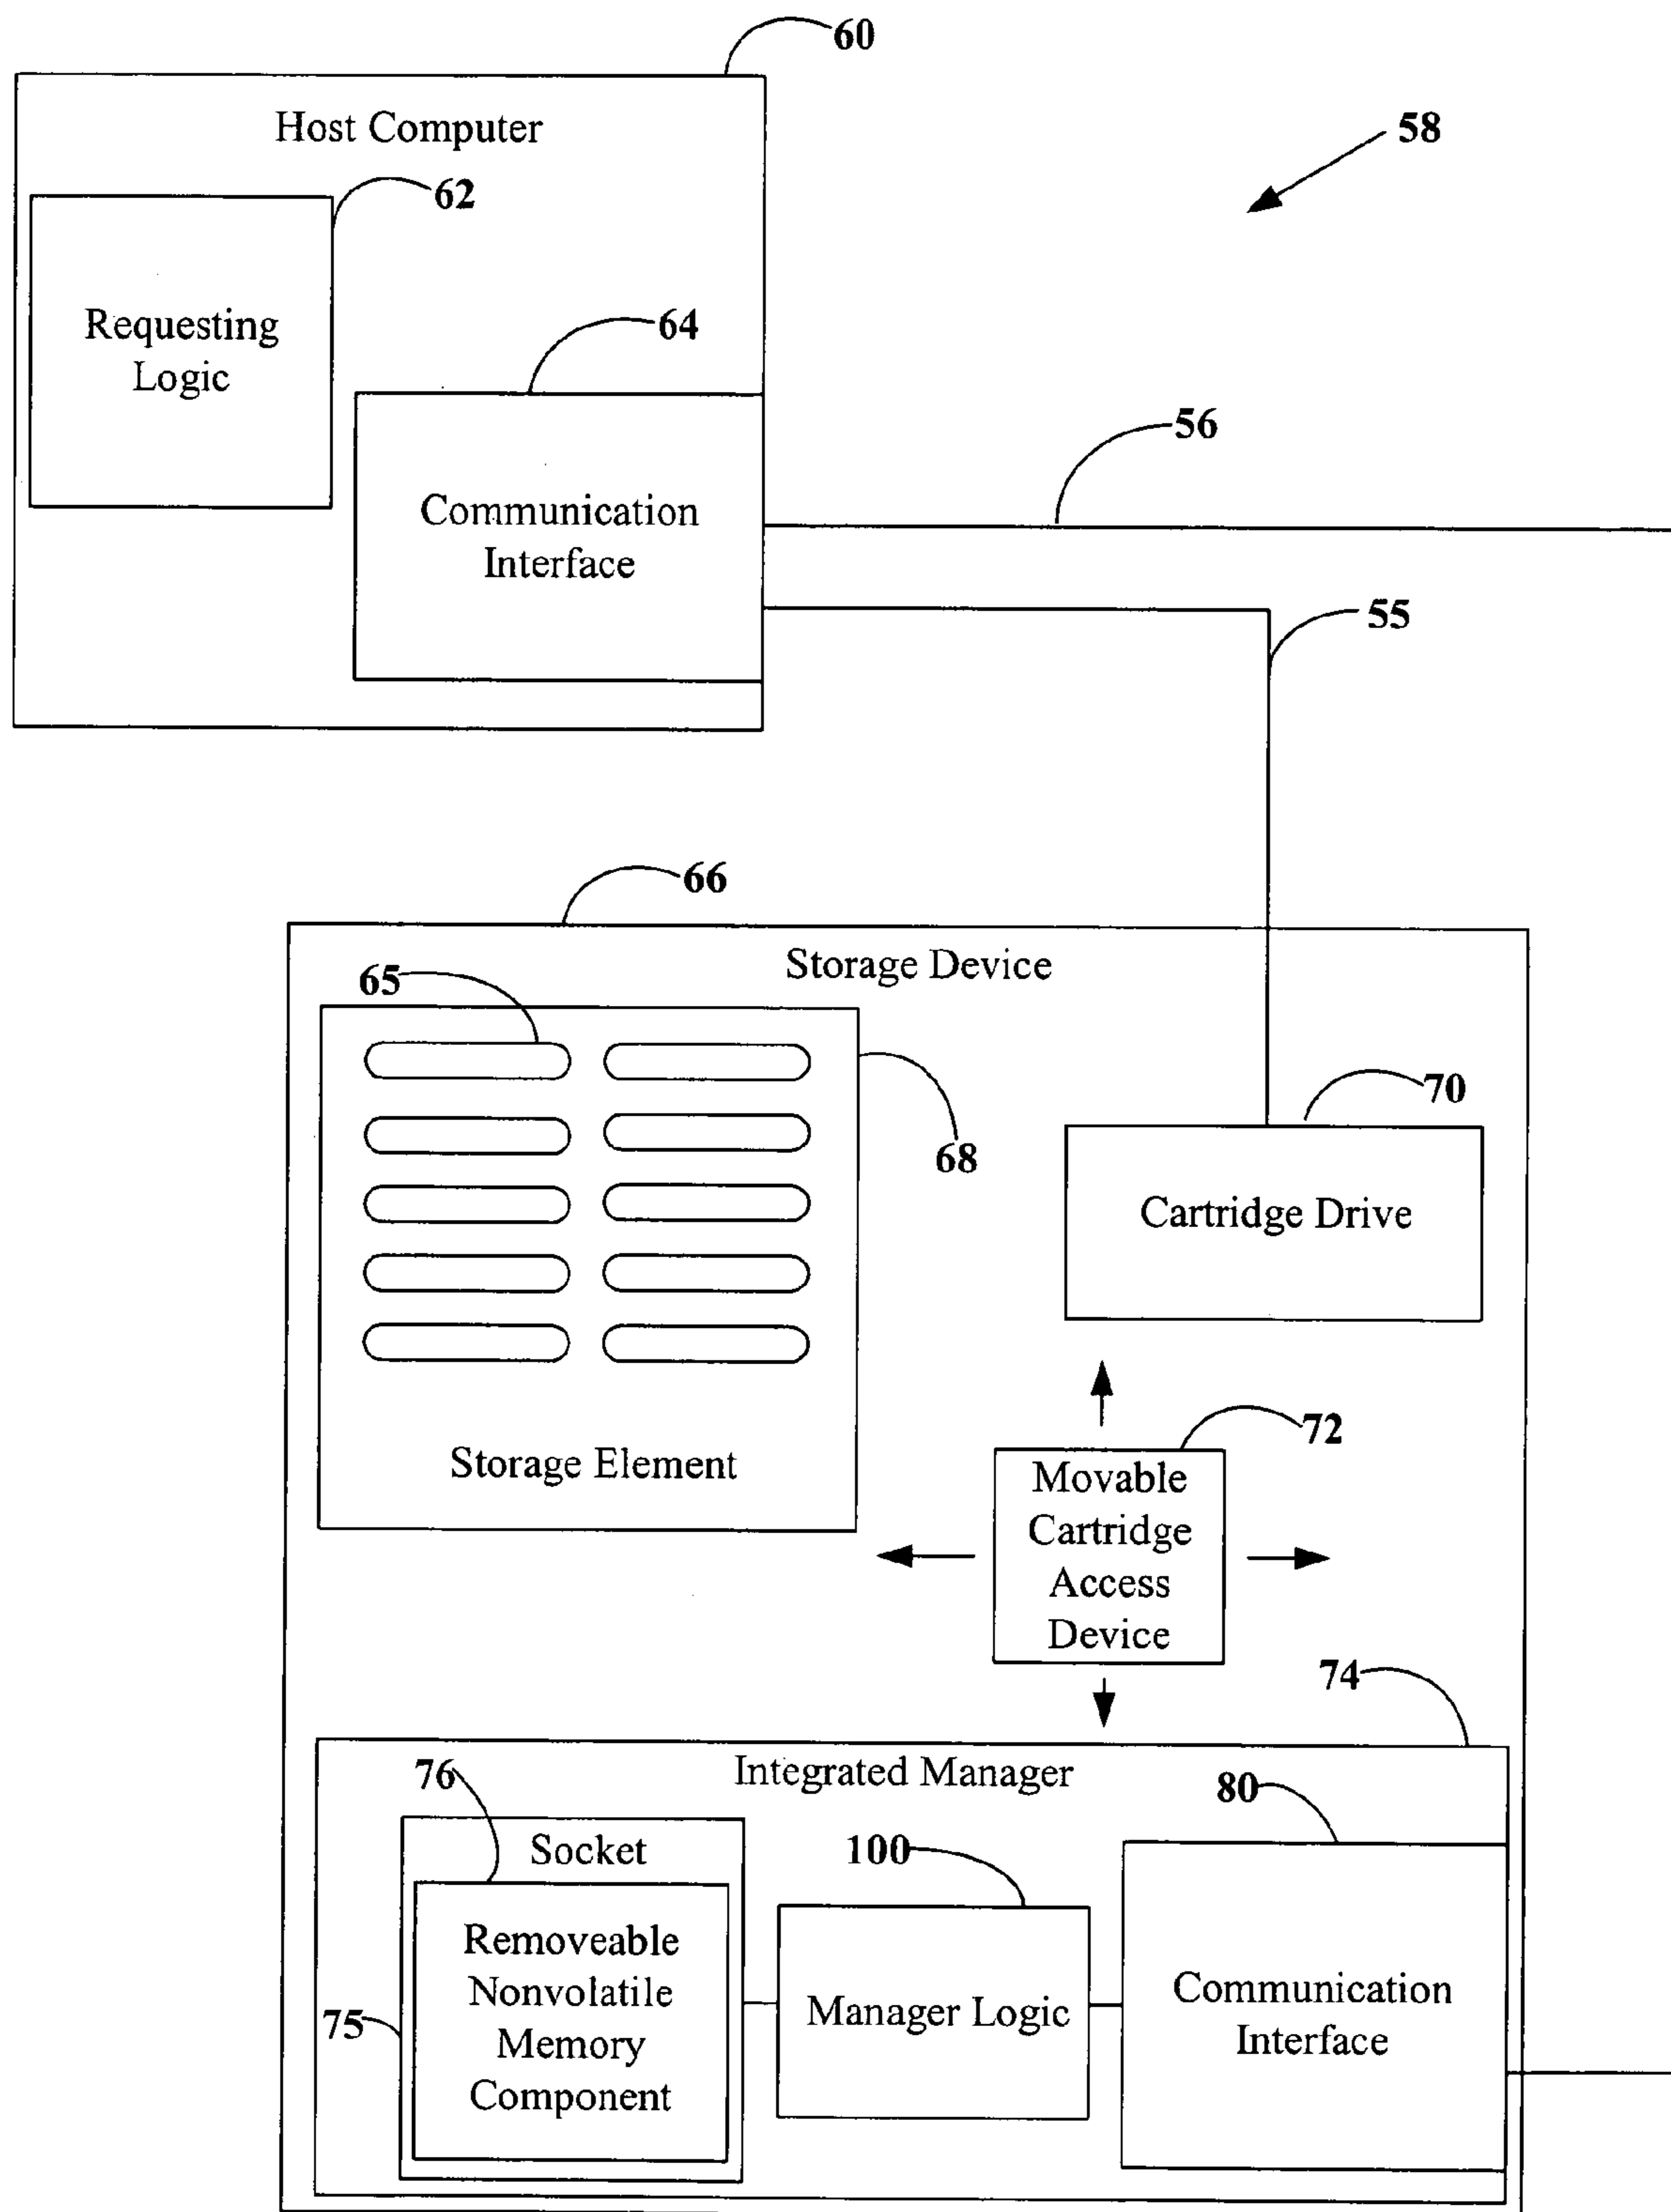 60
Host Computer
58
62
Requesting
Logic
64
56
Communication
Interface
55
66
Storage Device
65
70
68
Cartridge Drive
72
Storage Element
Movable
Cartridge
Access
Device
74
Integrated Manager
76
80
Socket
100
Removeable
Nonvolatile
Memory
Component
75
Manager Logic
Communication
Interface